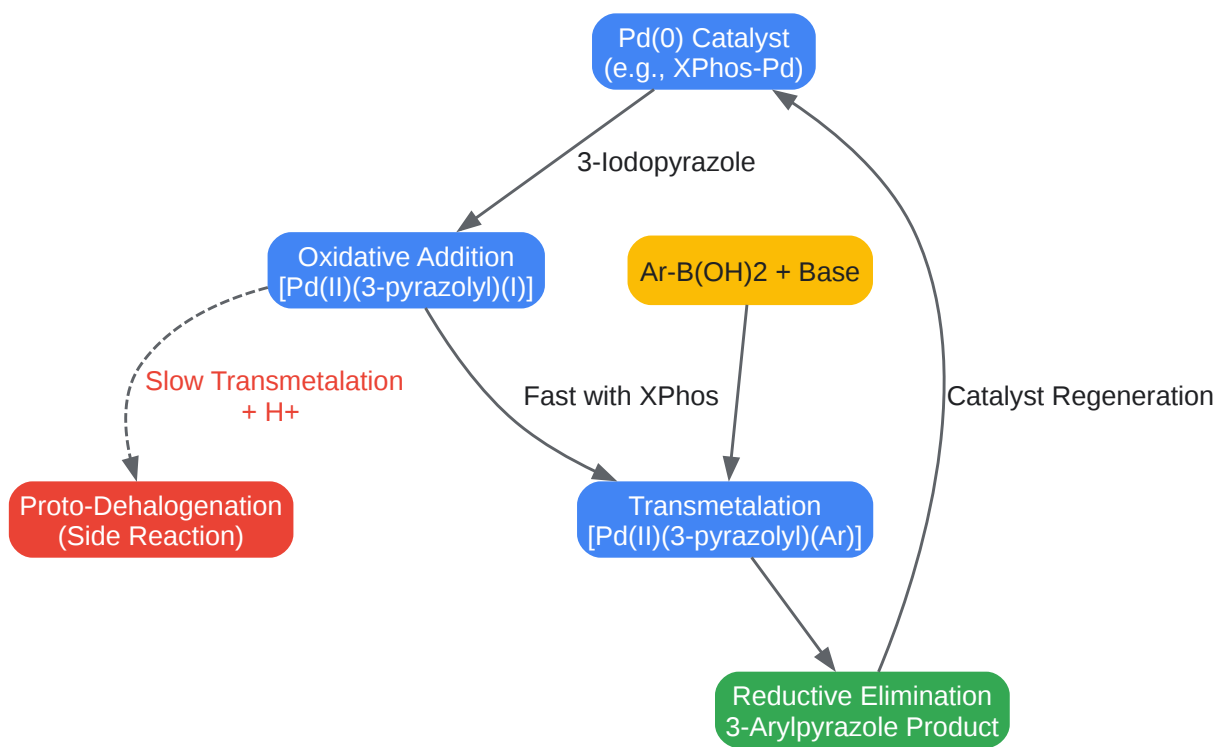 Pd(0) Catalyst
(e.g., XPhos-Pd)
3-Iodopyrazole
Oxidative Addition
[Pd(II)(3-pyrazolyl)(I)]
Ar-B(OH)2 + Base
Slow Transmetalation
+ H+
Fast with XPhos
Catalyst Regeneration
Proto-Dehalogenation
(Side Reaction)
Transmetalation
[Pd(II)(3-pyrazolyl)(Ar)]
Reductive Elimination
3-Arylpyrazole Product